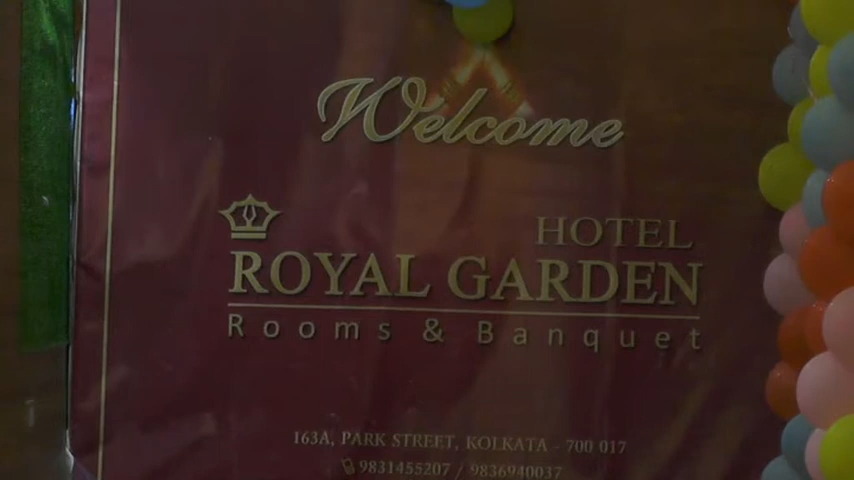 Welcome
HOTEL
ROYAL GARDEN
Rooms & Banquet
163A, PARK STREET, KOLKATA - 700 017
9831455207 / 9836940037